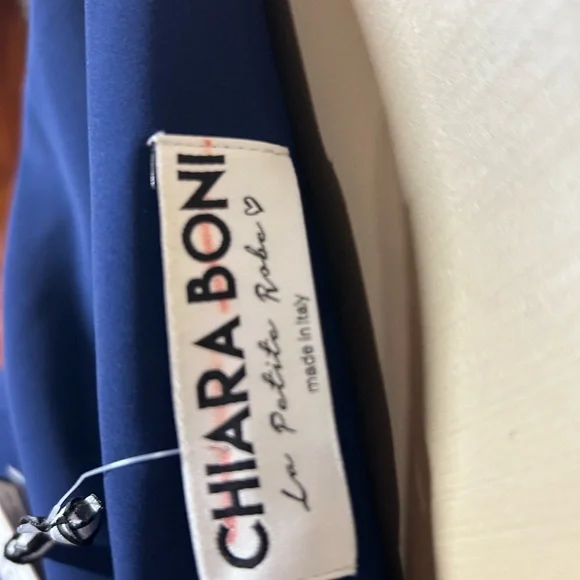 CHIARA BONI
La Petite Robe♡
made in Italy